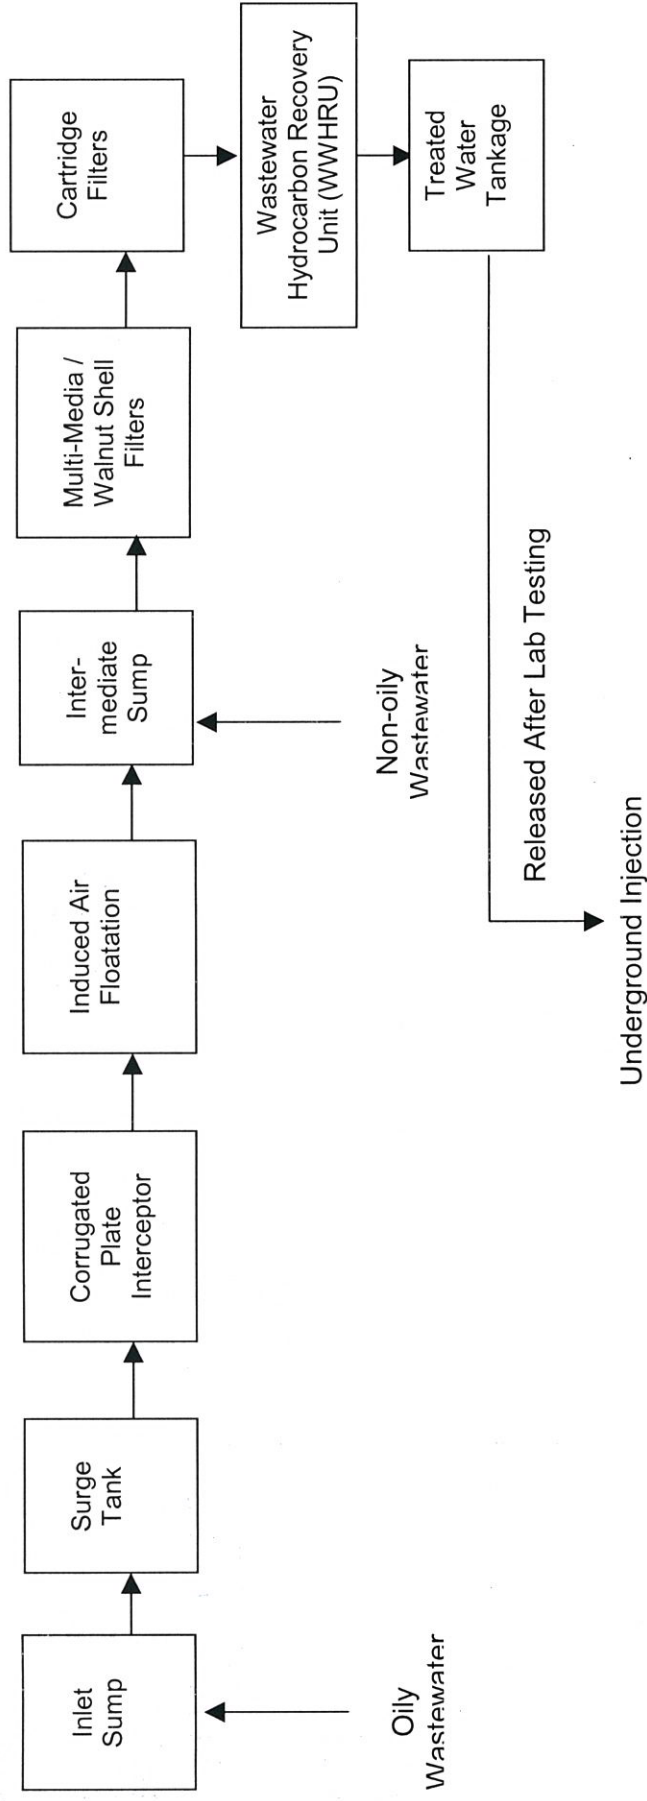 Inlet
Sump
Surge
Tank
Corrugated
Plate
Interceptor
Induced Air
Floatation
Inter-
mediate
Sump
Multi-Media /
Walnut Shell
Filters
Cartridge
Filters
Wastewater
Hydrocarbon Recovery
Unit (WWHRU)
Treated
Water
Tankage
Oily
Wastewater
Non-oily
Wastewater
Released After Lab Testing
Underground Injection